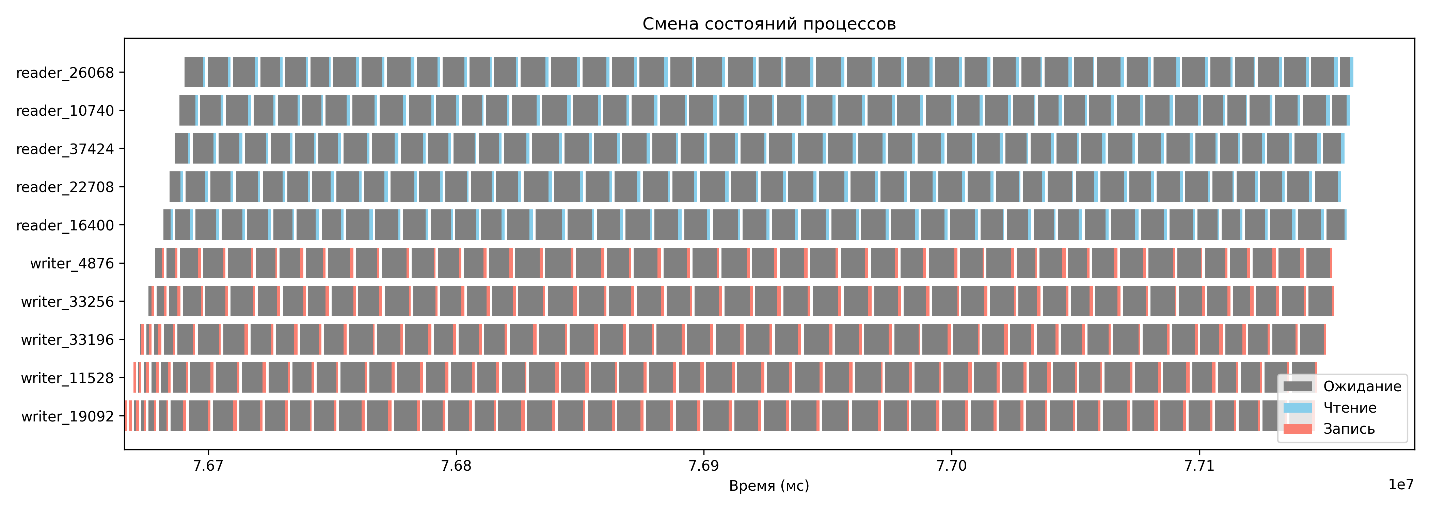 Смена состояний процессов
reader_26068
reader_10740
reader_37424
reader_22708
reader_16400
writer_4876
writer_33256
writer_33196
writer_11528
writer_19092
Ожидание
Чтение
Запись
7.67 7.68 7.69 7.70 7.71
Время (мс)
1e7